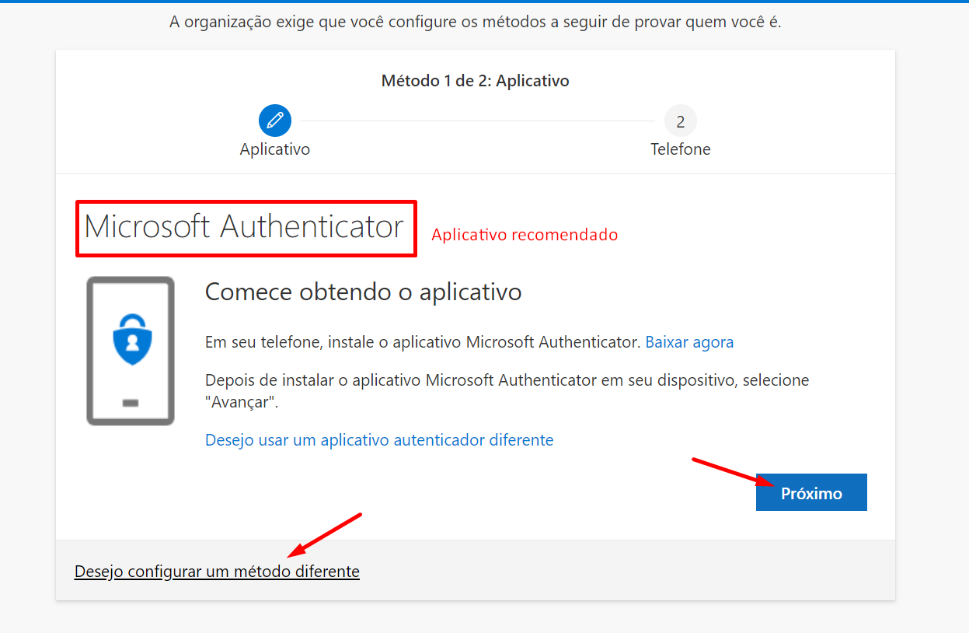 A organização exige que você configure os métodos a seguir de provar quem você é.
Método 1 de 2: Aplicativo
2
Aplicativo
Telefone
Microsoft Authenticator
Aplicativo recomendado
Comece obtendo o aplicativo
Em seu telefone, instale o aplicativo Microsoft Authenticator. Baixar agora
Depois de instalar o aplicativo Microsoft Authenticator em seu dispositivo, selecione
"Avançar".
Desejo usar um aplicativo autenticador diferente
Próximo
Desejo configurar um método diferente